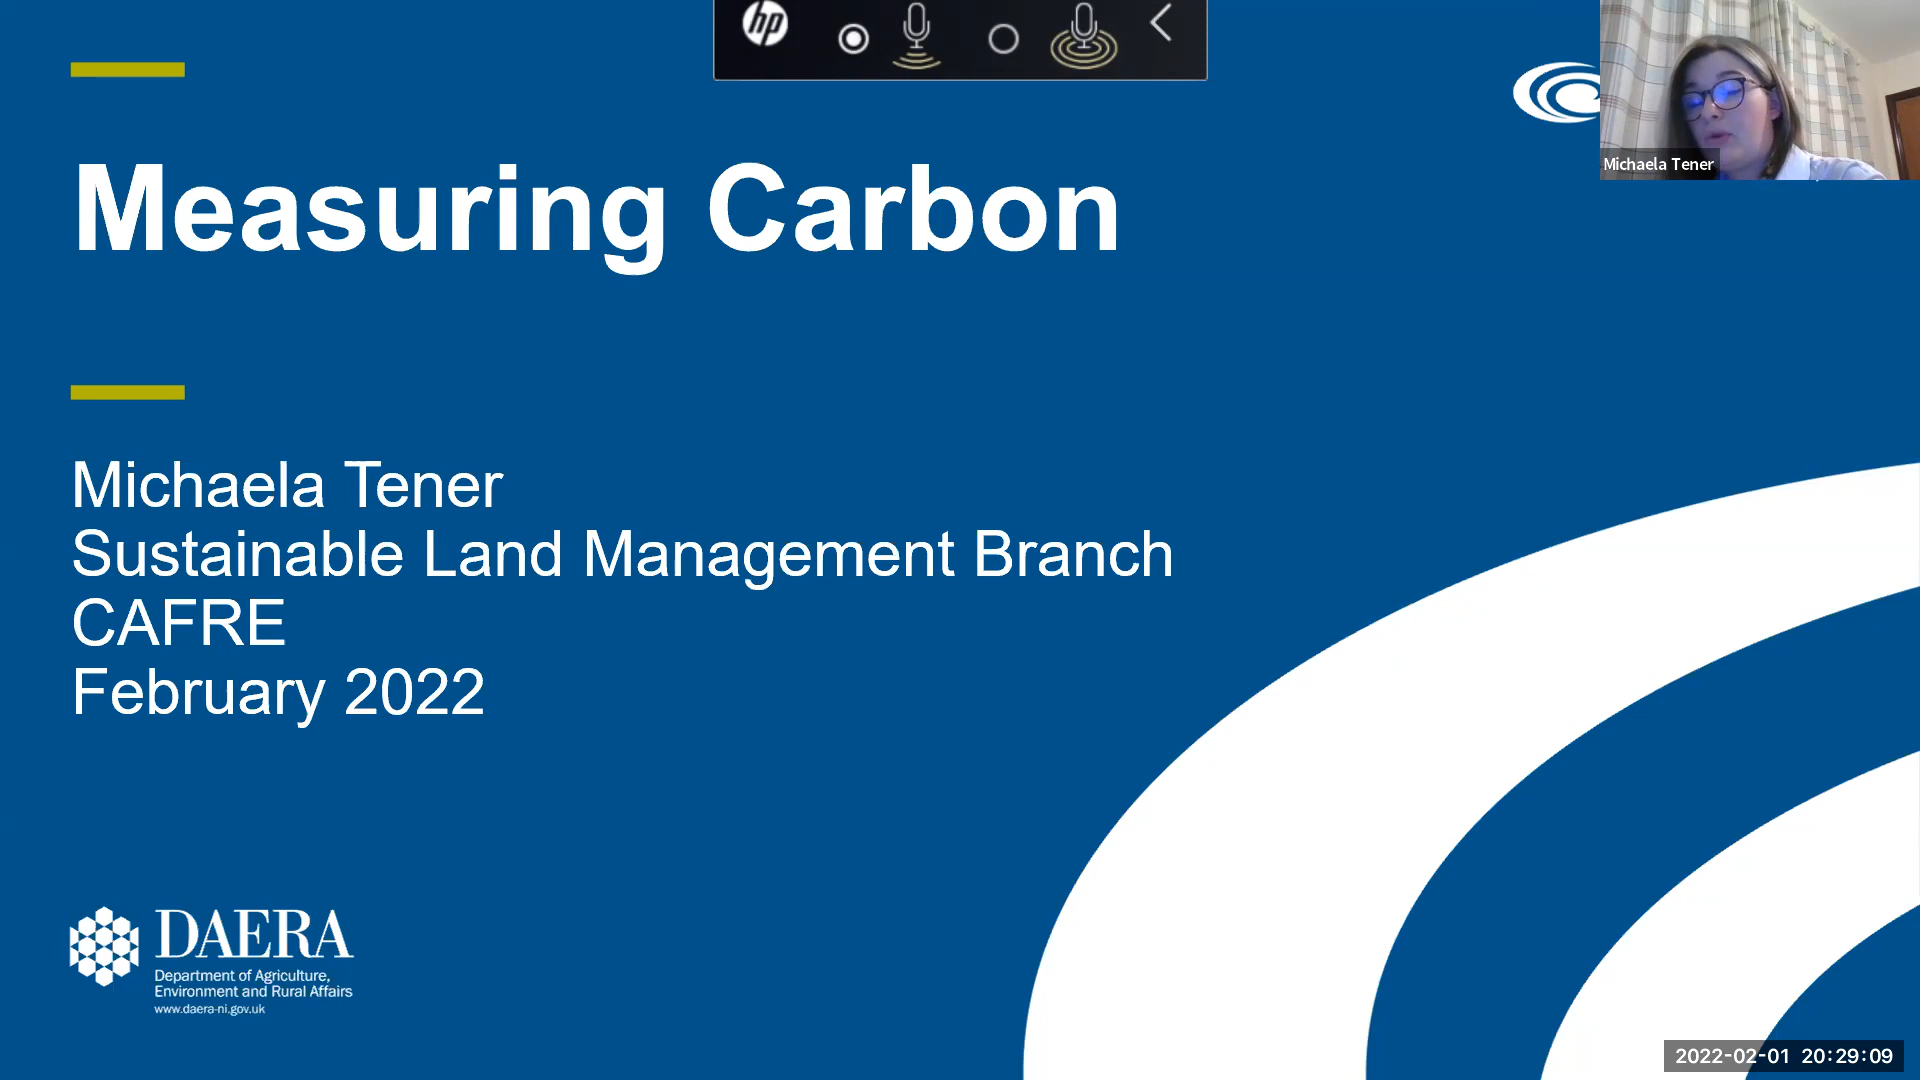 hp
Michaela Tener
Measuring Carbon
Michaela Tener
Sustainable Land Management Branch
CAFRE
February 2022
DAERA
Department of Agriculture,
Environment and Rural Affairs
www.daera-ni.gov.uk
2022-02-01 20:29:09